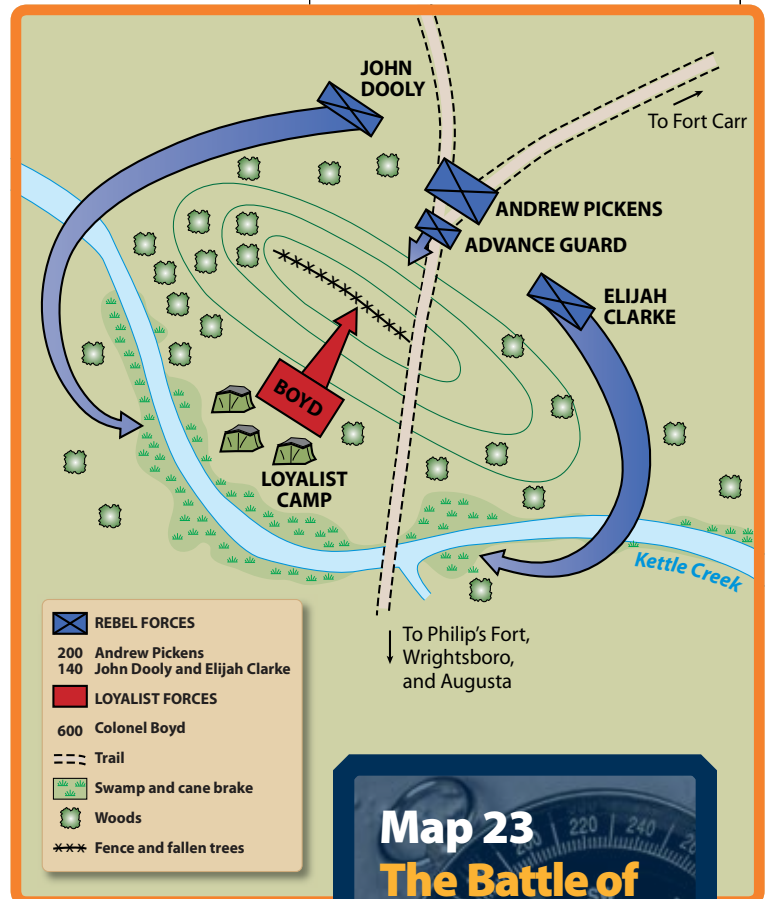 JOHN
DOOLY
To Fort Carr
ANDREW PICKENS
ADVANCE GUARD
ELIJAH
CLARKE
BOYD
LOYALIST
CAMP
Kettle Creek
To Philip's Fort,
Wrightsboro,
and Augusta
REBEL FORCES
200 Andrew Pickens
140 John Dooly and Elijah Clarke
LOYALIST FORCES
600 Colonel Boyd
Trail
Swamp and cane brake
Woods
Fence and fallen trees
220 240
Map 23
The Battle of